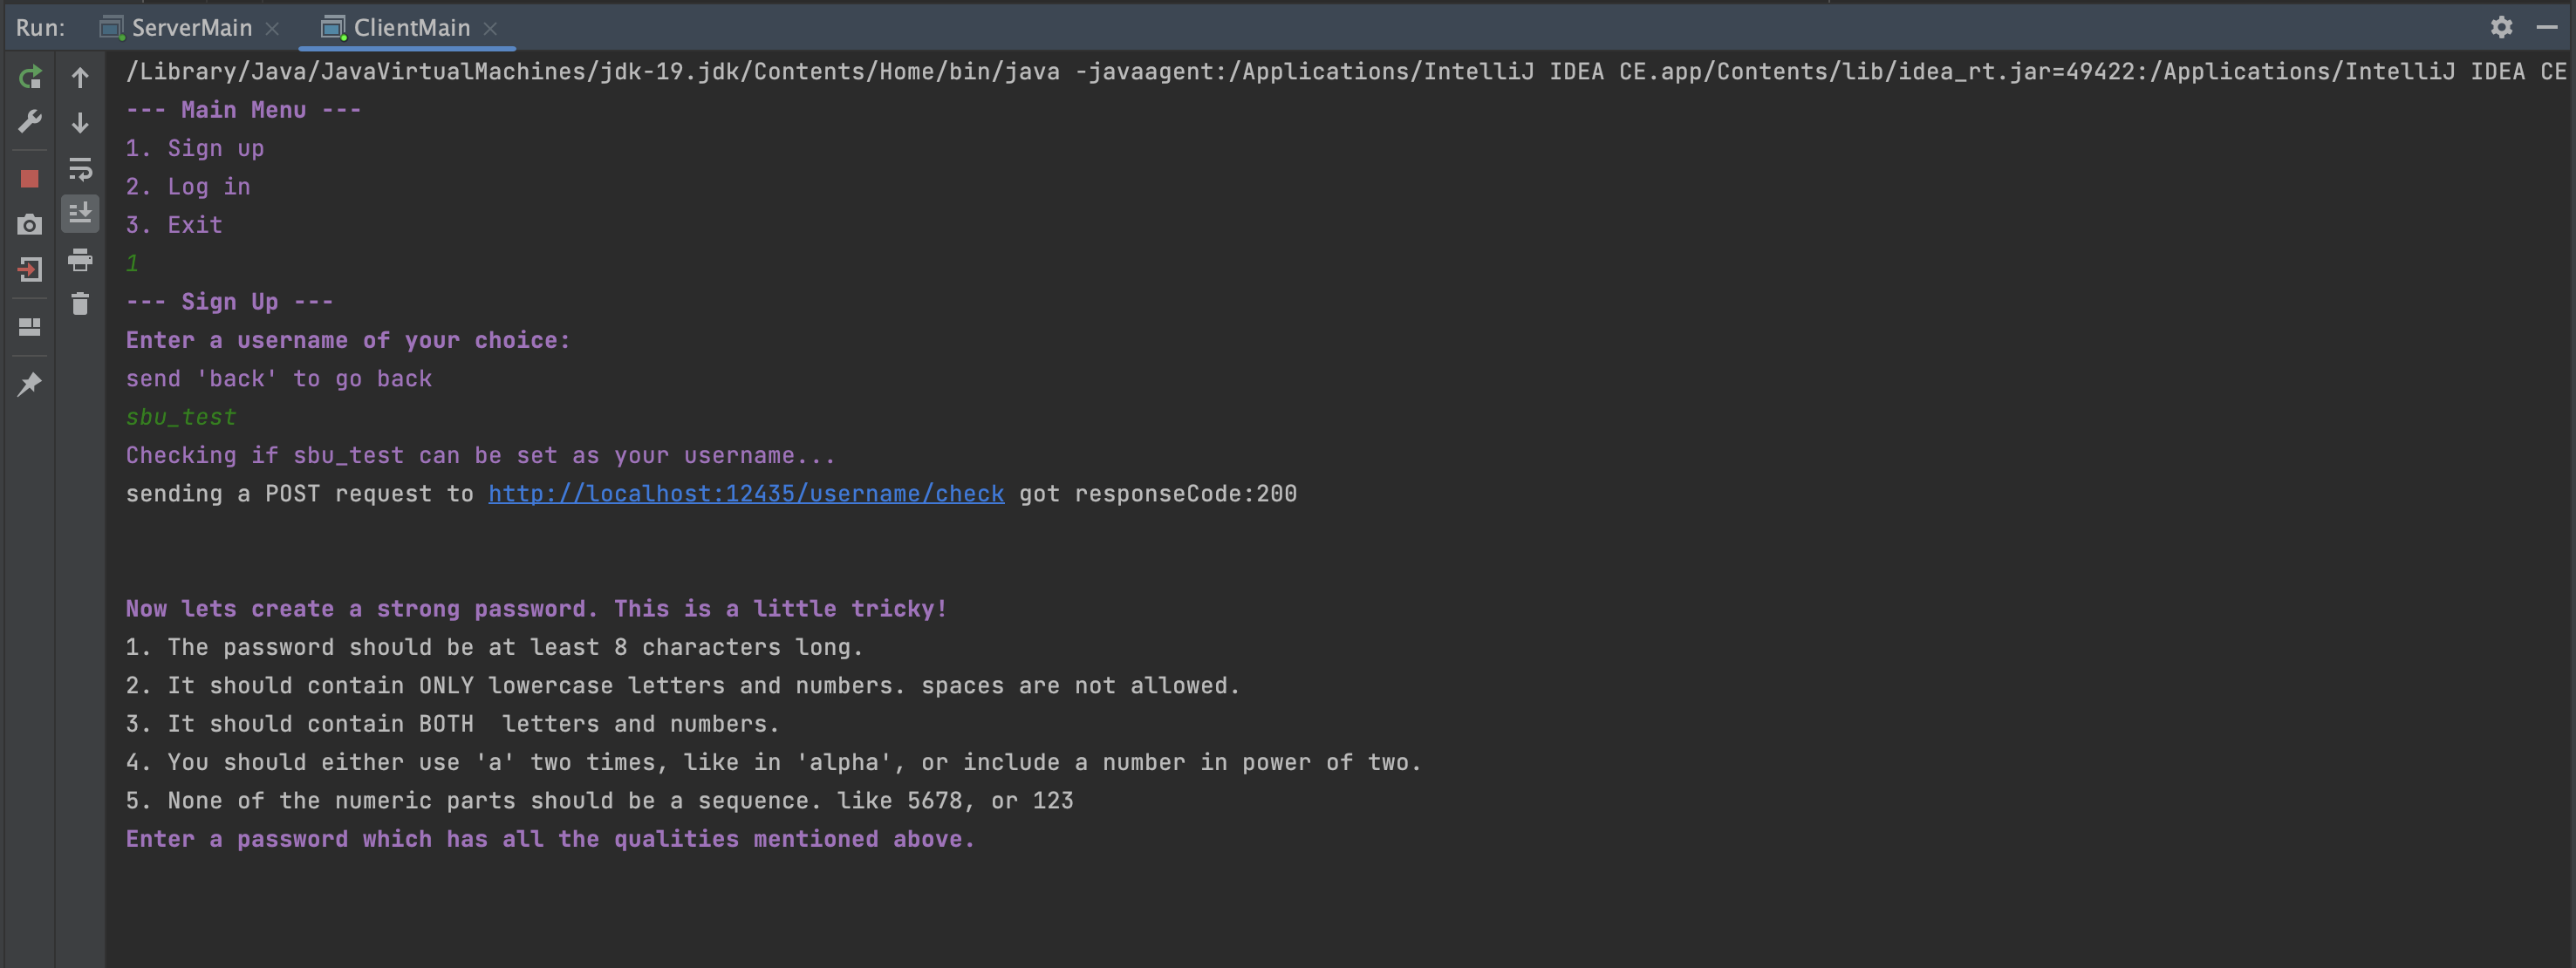 Run: ServerMain ClientMain
/Library/Java/JavaVirtualMachines/jdk-19.jdk/Contents/Home/bin/java -javaagent:/Applications/IntelliJ IDEA CE.app/Contents/lib/idea_rt.jar=49422:/Applications/IntelliJ IDEA CE
--- Main Menu ---
1. Sign up
2. Log in
3. Exit
1
--- Sign Up ---
Enter a username of your choice:
send 'back' to go back
sbu_test
Checking if sbu_test can be set as your username...
sending a POST request to http://localhost:12435/username/check got responseCode:200
Now lets create a strong password. This is a little tricky!
1. The password should be at least 8 characters long.
2. It should contain ONLY lowercase letters and numbers. spaces are not allowed.
3. It should contain BOTH  letters and numbers.
4. You should either use 'a' two times, like in 'alpha', or include a number in power of two.
5. None of the numeric parts should be a sequence. like 5678, or 123
Enter a password which has all the qualities mentioned above.